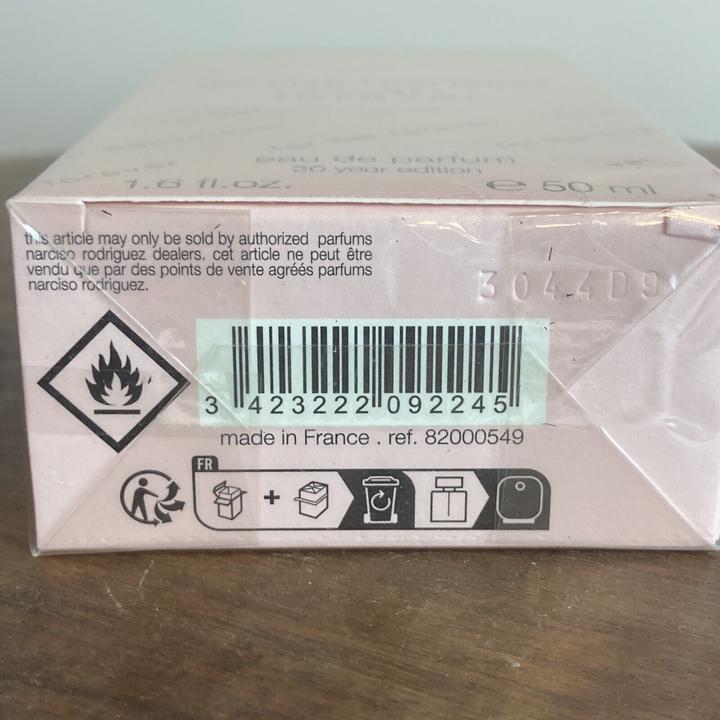 forever
eau de parfum
20 year edition
1.6 fl.oz. e 50 ml
this article may only be sold by authorized parfums
narciso rodriguez dealers. cet article ne peut être
vendu que par des points de vente agréés parfums
narciso rodriguez.
3044D9
3 423222 092245
made in France . ref. 82000549
FR